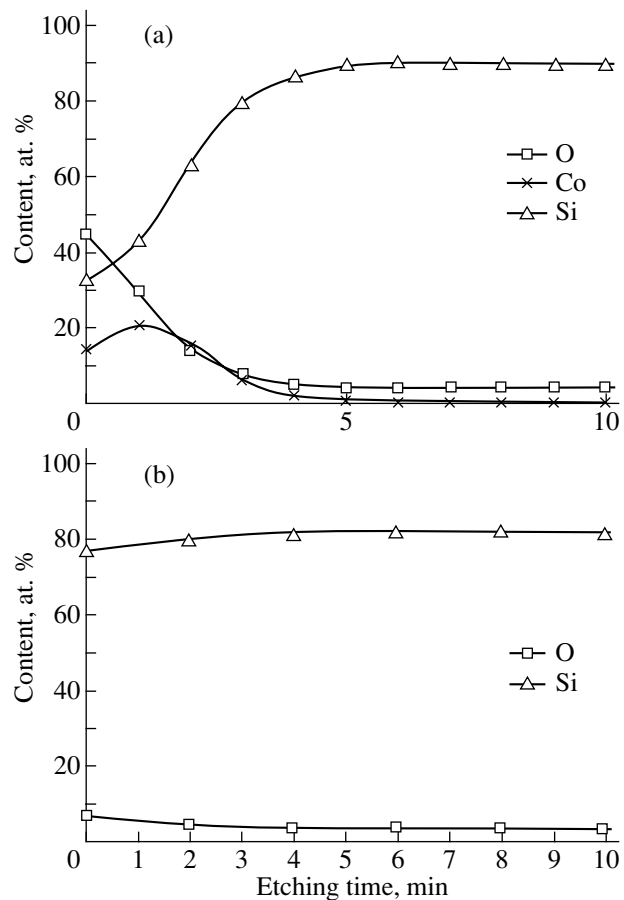 100
(a)
80
60
40
20
0
5
10
Content, at. %
O
Co
Si
100
(b)
80
60
40
20
0 1 2 3 4 5 6 7 8 9 10
Content, at. %
O
Si
Etching time, min